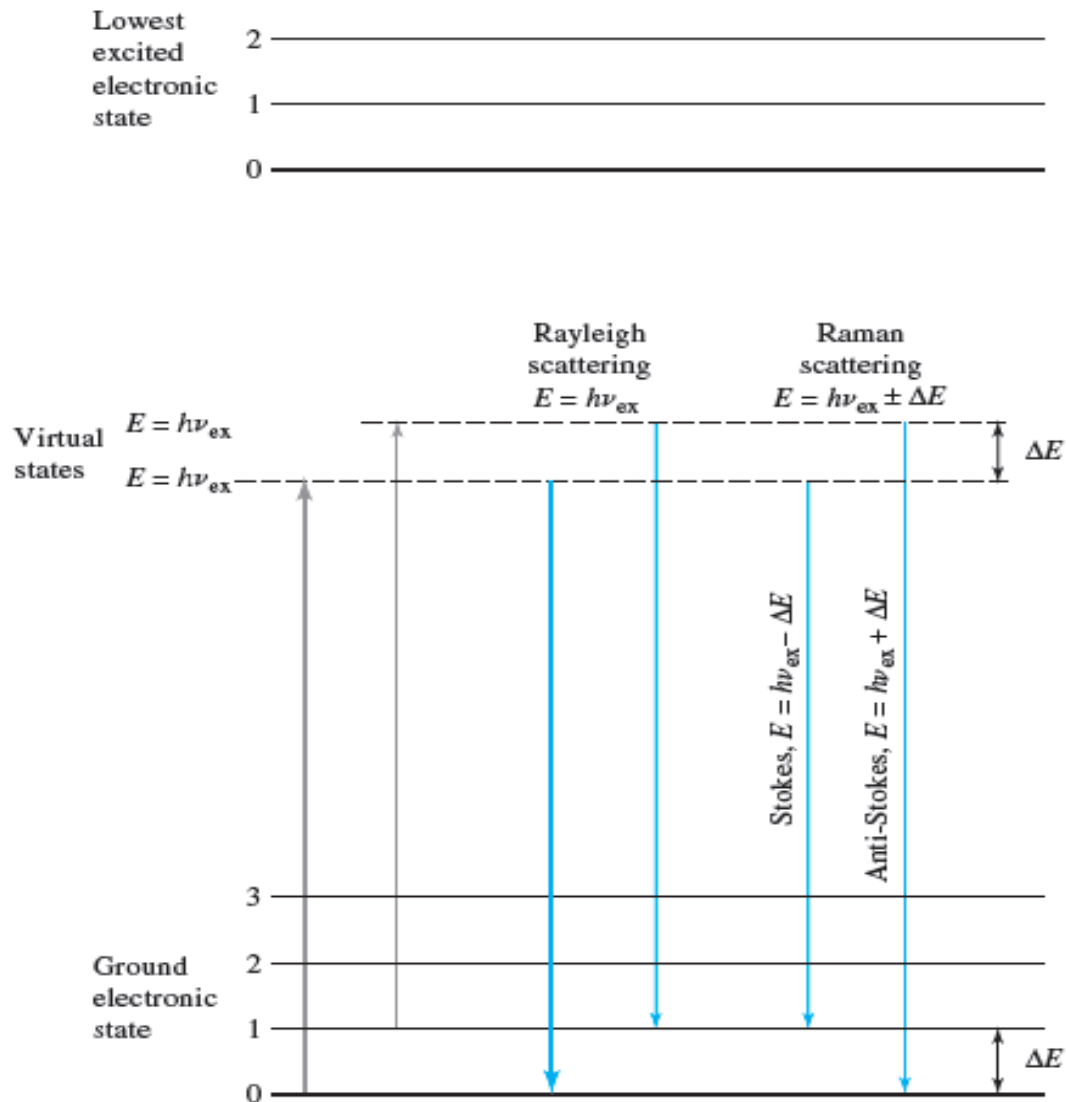 Lowest
excited
electronic
state
2
1
0
Rayleigh
scattering
E = hνex
Raman
scattering
E = hνex ± ΔE
Virtual
states
E = hνex
E = hνex
ΔE
Stokes, E = hνex − ΔE
Anti-Stokes, E = hνex + ΔE
Ground
electronic
state
3
2
1
0
ΔE